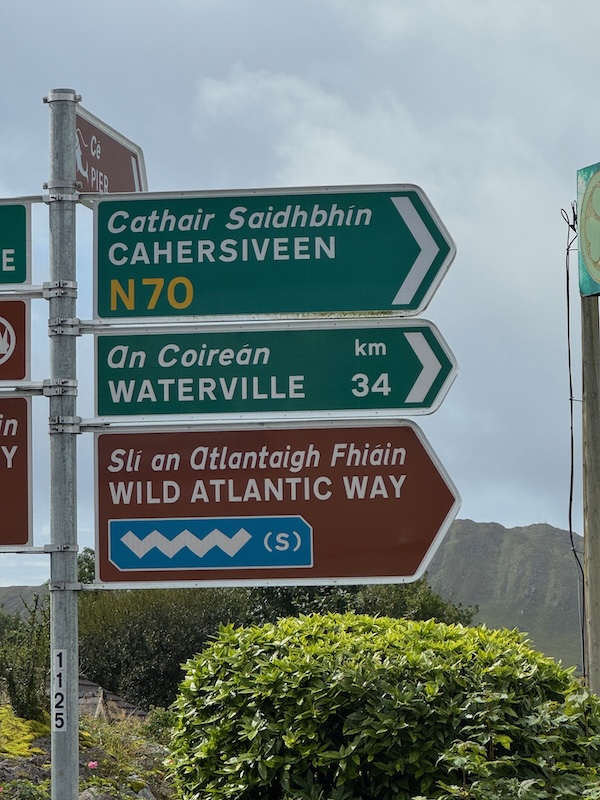 Cé
PIER
Cathair Saidhbhín
CAHERSIVEEN
N70
E
An Coireán km
WATERVILLE 34
in
Y
Slí an Atlantaigh Fhiáin
WILD ATLANTIC WAY
(S)
1125